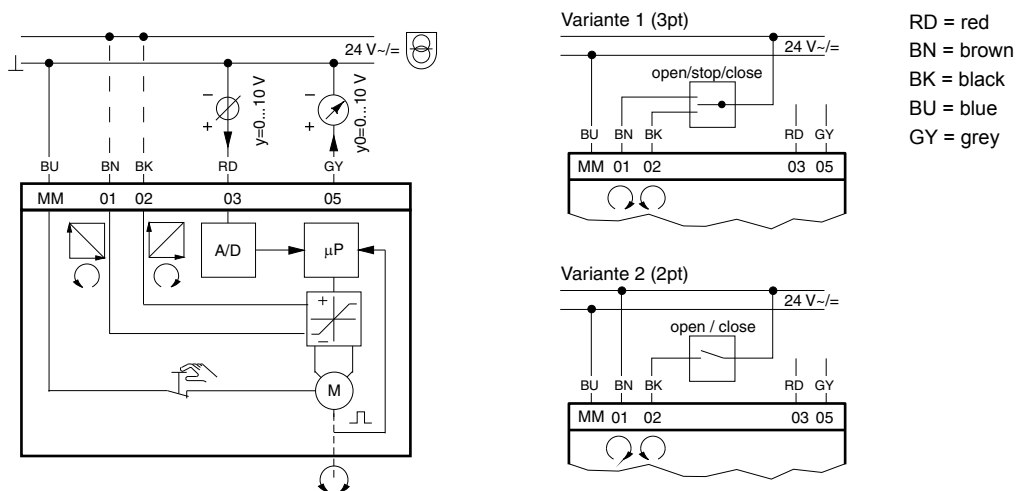 24 V~/=
⊥
−
+
y=0...10 V
−
+
y0=0...10 V
BU
BN
BK
RD
GY
MM
01
02
03
05
A/D
μP
+
−
M
Variante 1 (3pt)
24 V~/=
open/stop/close
BU
BN
BK
RD
GY
MM
01
02
03
05
Variante 2 (2pt)
24 V~/=
open / close
BU
BN
BK
RD
GY
MM
01
02
03
05
RD = red
BN = brown
BK = black
BU = blue
GY = grey